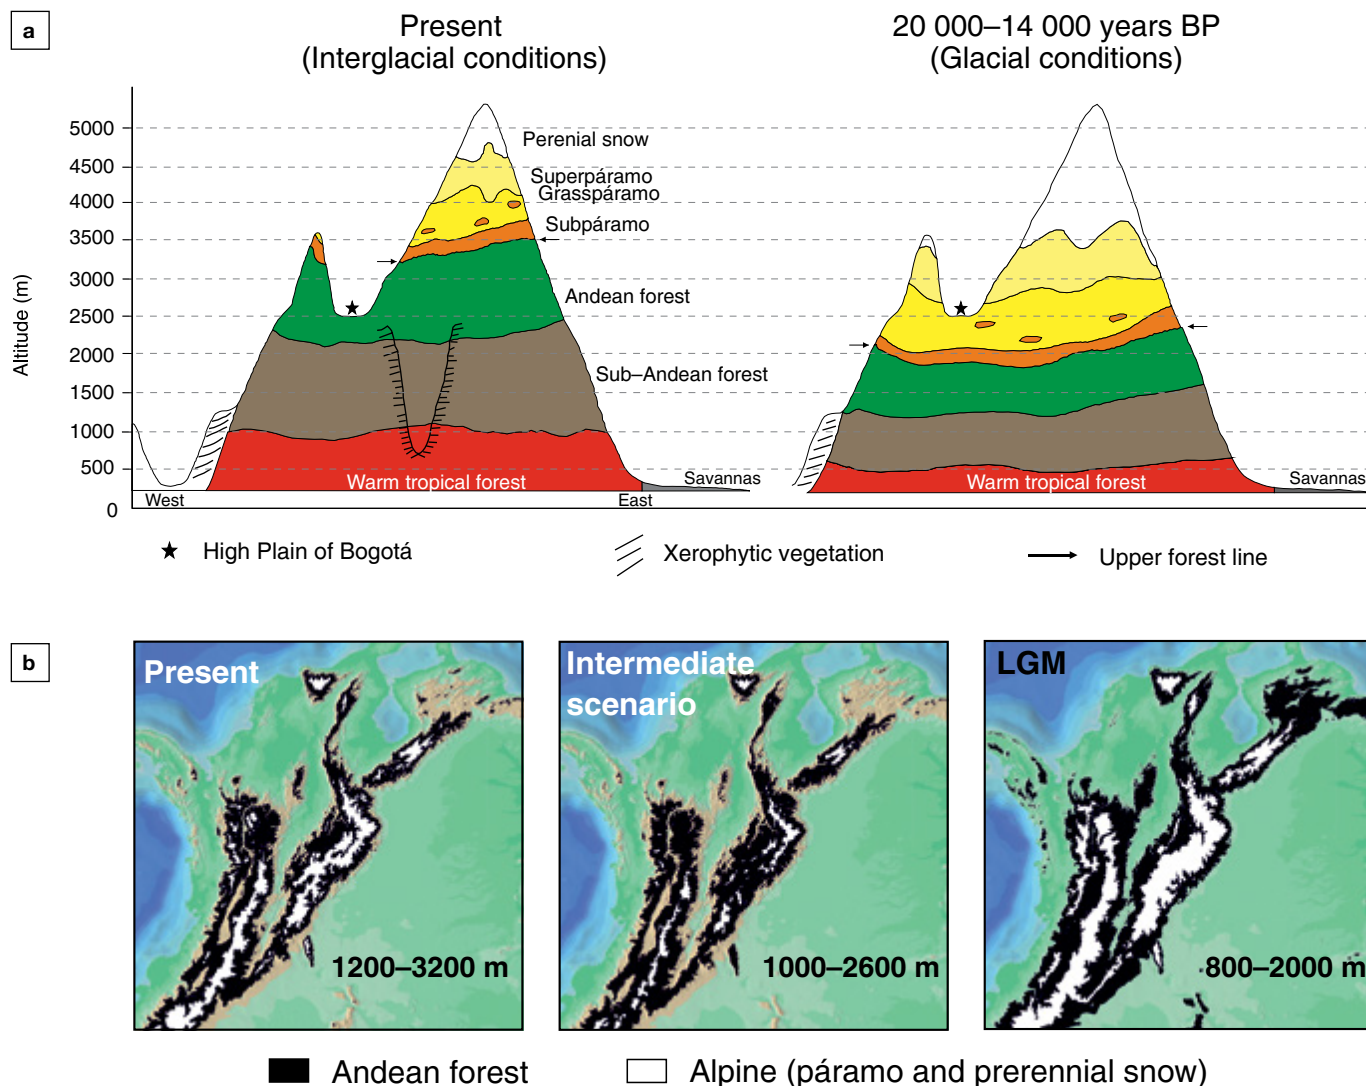 a
Present
(Interglacial conditions)
20 000–14 000 years BP
(Glacial conditions)
Altitude (m)
5000
4500
4000
3500
3000
2500
2000
1500
1000
500
0
Perenial snow
Superpáramo
Grasspáramo
Subpáramo
Andean forest
Sub–Andean forest
Warm tropical forest
Savannas
West
East
Warm tropical forest
Savannas
High Plain of Bogotá
Xerophytic vegetation
Upper forest line
b
Present
1200–3200 m
Intermediate
scenario
1000–2600 m
LGM
800–2000 m
Andean forest
Alpine (páramo and prerennial snow)